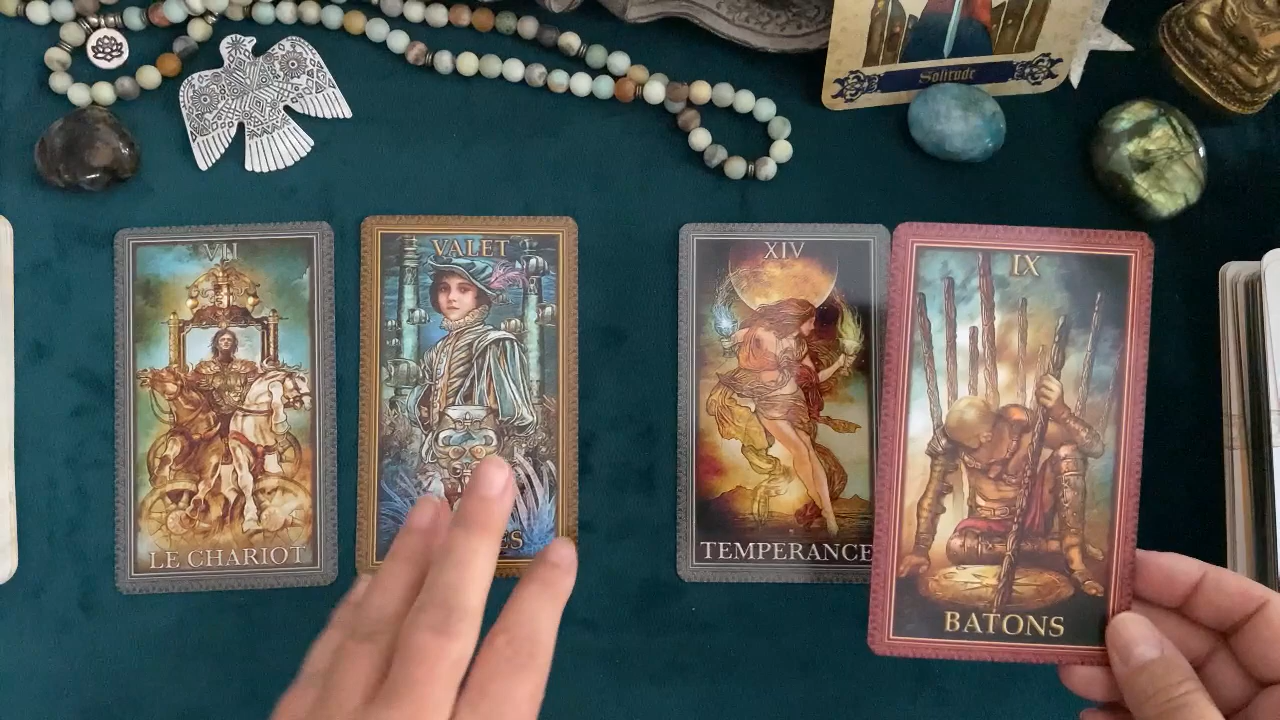 Solitude
VII
LE CHARIOT
VALET
XIV
TEMPERANCE
IX
BATONS